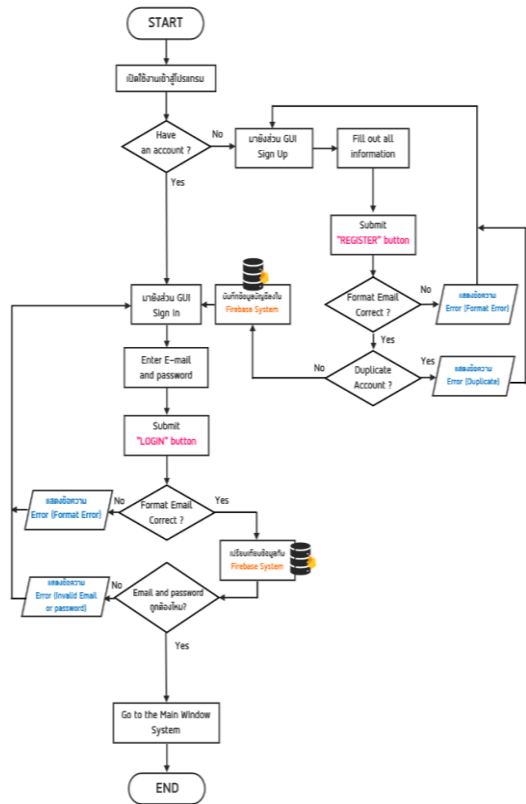 START
เปิดใช้งานเข้าสู่โปรแกรม
Have
an account ?
No
Yes
มายังส่วน GUI
Sign Up
Fill out all
information
Submit
"REGISTER" button
Format Email
Correct ?
No
Yes
แสดงข้อความ
Error (Format Error)
Duplicate
Account ?
No
Yes
แสดงข้อความ
Error (Duplicate)
บันทึกข้อมูลบัญชีลงใน
Firebase System
มายังส่วน GUI
Sign In
Enter E-mail
and password
Submit
"LOGIN" button
Format Email
Correct ?
No
Yes
แสดงข้อความ
Error (Format Error)
เปรียบเทียบข้อมูลกับ
Firebase System
Email and password
ถูกต้องไหม?
No
Yes
แสดงข้อความ
Error (Invalid Email
or password)
Go to the Main Window
System
END